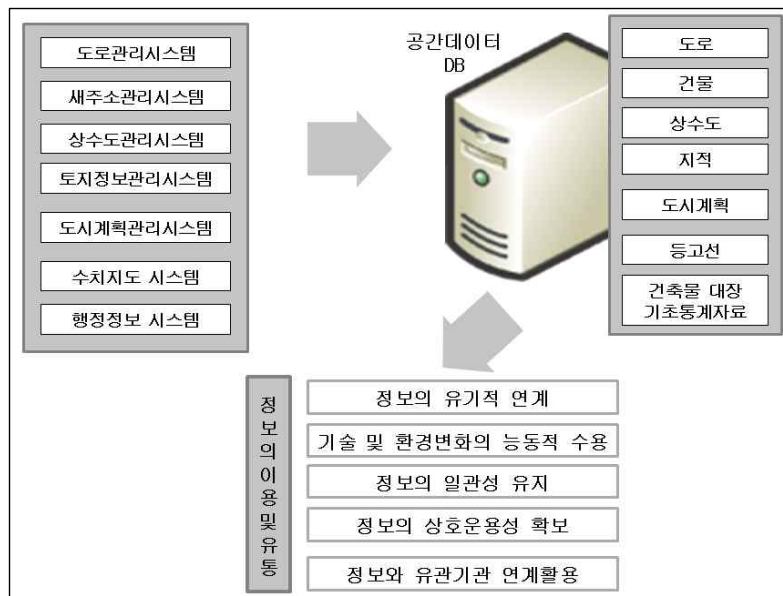 도로관리시스템
새주소관리시스템
상수도관리시스템
토지정보관리시스템
도시계획관리시스템
수치지도 시스템
행정정보 시스템
공간데이터
DB
도로
건물
상수도
지적
도시계획
등고선
건축물 대장
기초통계자료
정보의이용및유통
정보의 유기적 연계
기술 및 환경변화의 능동적 수용
정보의 일관성 유지
정보의 상호운용성 확보
정보와 유관기관 연계활용